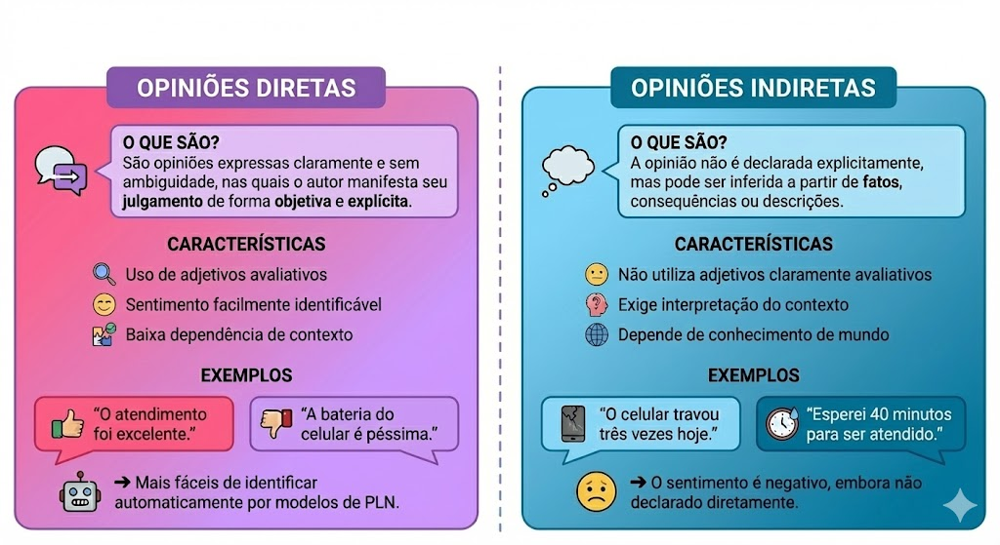 OPINIÕES DIRETAS
O QUE SÃO?
São opiniões expressas claramente e sem
ambiguidade, nas quais o autor manifesta seu
julgamento de forma objetiva e explícita.
CARACTERÍSTICAS
Uso de adjetivos avaliativos
Sentimento facilmente identificável
Baixa dependência de contexto
EXEMPLOS
“O atendimento
foi excelente.”
“A bateria do
celular é péssima.”
➔ Mais fáceis de identificar
automaticamente por modelos de PLN.
OPINIÕES INDIRETAS
O QUE SÃO?
A opinião não é declarada explicitamente,
mas pode ser inferida a partir de fatos,
consequências ou descrições.
CARACTERÍSTICAS
Não utiliza adjetivos claramente avaliativos
Exige interpretação do contexto
Depende de conhecimento de mundo
EXEMPLOS
“O celular travou
três vezes hoje.”
“Esperei 40 minutos
para ser atendido.”
➔ O sentimento é negativo, embora não
declarado diretamente.